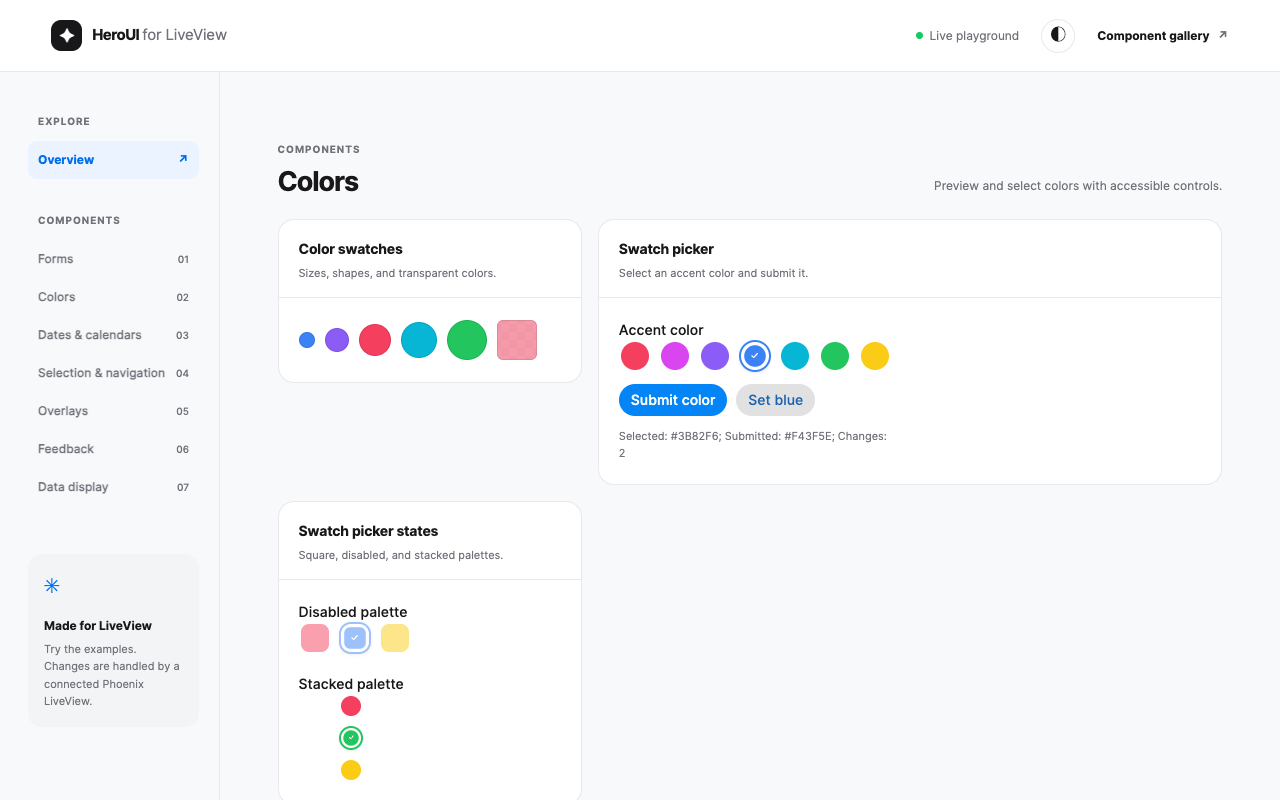 HeroUI for LiveView
Live playground
Component gallery
EXPLORE
Overview
COMPONENTS
Forms 01
Colors 02
Dates & calendars 03
Selection & navigation 04
Overlays 05
Feedback 06
Data display 07
Made for LiveView
Try the examples.
Changes are handled by a
connected Phoenix
LiveView.
COMPONENTS
Colors
Preview and select colors with accessible controls.
Color swatches
Sizes, shapes, and transparent colors.
Swatch picker
Select an accent color and submit it.
Accent color
Submit color
Set blue
Selected: #3B82F6; Submitted: #F43F5E; Changes:
2
Swatch picker states
Square, disabled, and stacked palettes.
Disabled palette
Stacked palette